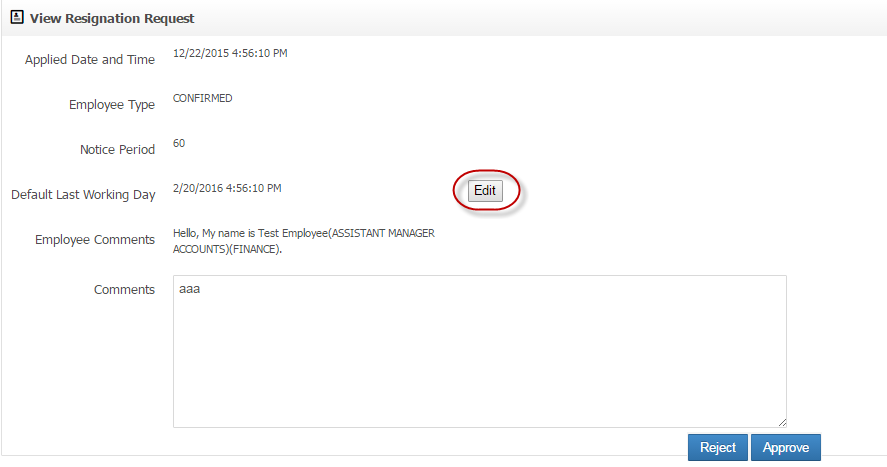 View Resignation Request
Applied Date and Time 12/22/2015 4:56:10 PM
Employee Type CONFIRMED
Notice Period 60
Default Last Working Day 2/20/2016 4:56:10 PM Edit
Employee Comments Hello, My name is Test Employee(ASSISTANT MANAGER
ACCOUNTS)(FINANCE).
Comments aaa
Reject Approve